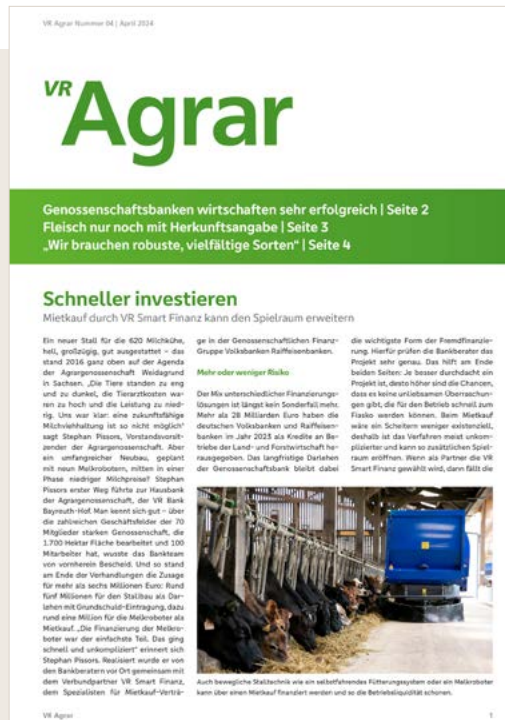 VR Agrar Nummer 04 | April 2024
VR Agrar
Genossenschaftsbanken wirtschaften sehr erfolgreich | Seite 2
Fleisch nur noch mit Herkunftsangabe | Seite 3
„Wir brauchen robuste, vielfältige Sorten“ | Seite 4
Schneller investieren
Mietkauf durch VR Smart Finanz kann den Spielraum erweitern
Ein neuer Stall für die 620 Milchkühe,
hell, großzügig, gut ausgestattet – das
stand 2016 ganz oben auf der Agenda
der Agrargenossenschaft Weidagrund
in Sachsen. „Die Tiere standen zu eng
und zu dunkel, die Tierarztkosten wa-
ren zu hoch und die Leistung zu nied-
rig. Uns war klar: eine zukunftsfähige
Milchviehhaltung ist so nicht möglich“
sagt Stephan Pissors, Vorstandsvorsit-
zender der Agrargenossenschaft. Aber
ein umfangreicher Neubau, geplant
mit neun Melkrobotern, mitten in einer
Phase niedriger Milchpreise? Stephan
Pissors erster Weg führte zur Hausbank
der Agrargenossenschaft, der VR Bank
Bayreuth-Hof. Man kennt sich gut – über
die zahlreichen Geschäftsfelder der 70
Mitglieder starken Genossenschaft, die
1.700 Hektar Fläche bearbeitet und 100
Mitarbeiter hat, wusste das Bankteam
von vornherein Bescheid. Und so stand
am Ende der Verhandlungen die Zusage
für mehr als sechs Millionen Euro: Rund
fünf Millionen für den Stallbau als Dar-
lehen mit Grundschuld-Eintragung, dazu
rund eine Million für die Melkroboter als
Mietkauf. „Die Finanzierung der Melkro-
boter war der einfachste Teil. Das ging
schnell und unkompliziert“ erinnert sich
Stephan Pissors. Realisiert wurde er von
den Bankberatern vor Ort gemeinsam mit
dem Verbundpartner VR Smart Finanz,
dem Spezialisten für Mietkauf-Verträ-
ge in der Genossenschaftlichen Finanz-
Gruppe Volksbanken Raiffeisenbanken.
Mehr oder weniger Risiko
Der Mix unterschiedlicher Finanzierungs-
lösungen ist längst kein Sonderfall mehr.
Mehr als 28 Milliarden Euro haben die
deutschen Volksbanken und Raiffeisen-
banken im Jahr 2023 als Kredite an Be-
triebe der Land- und Forstwirtschaft he-
rausgegeben. Das langfristige Darlehen
der Genossenschaftsbank bleibt dabei
die wichtigste Form der Fremdfinanzie-
rung. Hierfür prüfen die Bankberater das
Projekt sehr genau. Das hilft am Ende
beiden Seiten: Je besser durchdacht ein
Projekt ist, desto höher sind die Chancen,
dass es keine unliebsamen Überraschun-
gen gibt, die für den Betrieb schnell zum
Fiasko werden können. Beim Mietkauf
wäre ein Scheitern weniger existenziell,
deshalb ist das Verfahren meist unkom-
plizierter und kann so zusätzlichen Spiel-
raum eröffnen. Wenn als Partner die VR
Smart Finanz gewählt wird, dann fällt die
Auch bewegliche Stalltechnik wie ein selbstfahrendes Fütterungssystem oder ein Melkroboter
kann über einen Mietkauf finanziert werden und so die Betriebsliquidität schonen.
VR Agrar 1